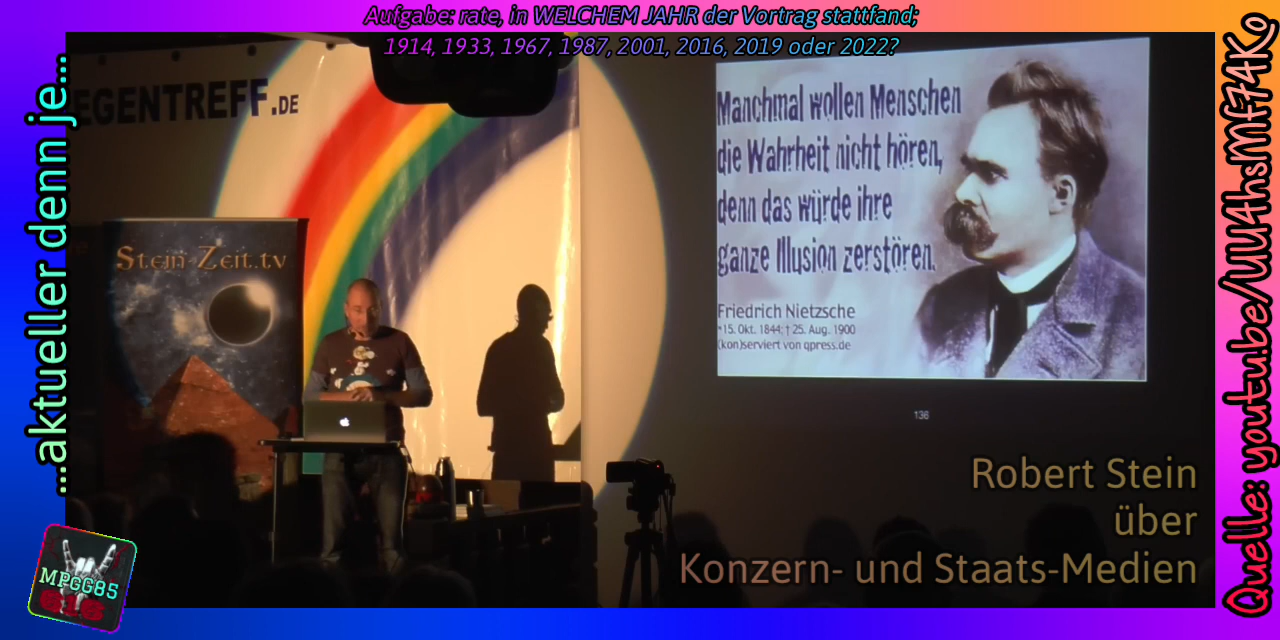 Aufgabe: rate, in WELCHEM JAHR der Vortrag stattfand;
1914, 1933, 1967, 1987, 2001, 2016, 2019 oder 2022?
...aktueller denn je...
EGENTREFF.DE
Stein-Zeit.tv
Manchmal wollen Menschen
die Wahrheit nicht hören,
denn das würde ihre
ganze Illusion zerstören.
Friedrich Nietzsche
*15. Okt. 1844; † 25. Aug. 1900
(kon)serviert von qpress.de
136
Robert Stein
über
Konzern- und Staats-Medien
Quelle: youtu.be/UU4hsMf74Ko
MPGG85